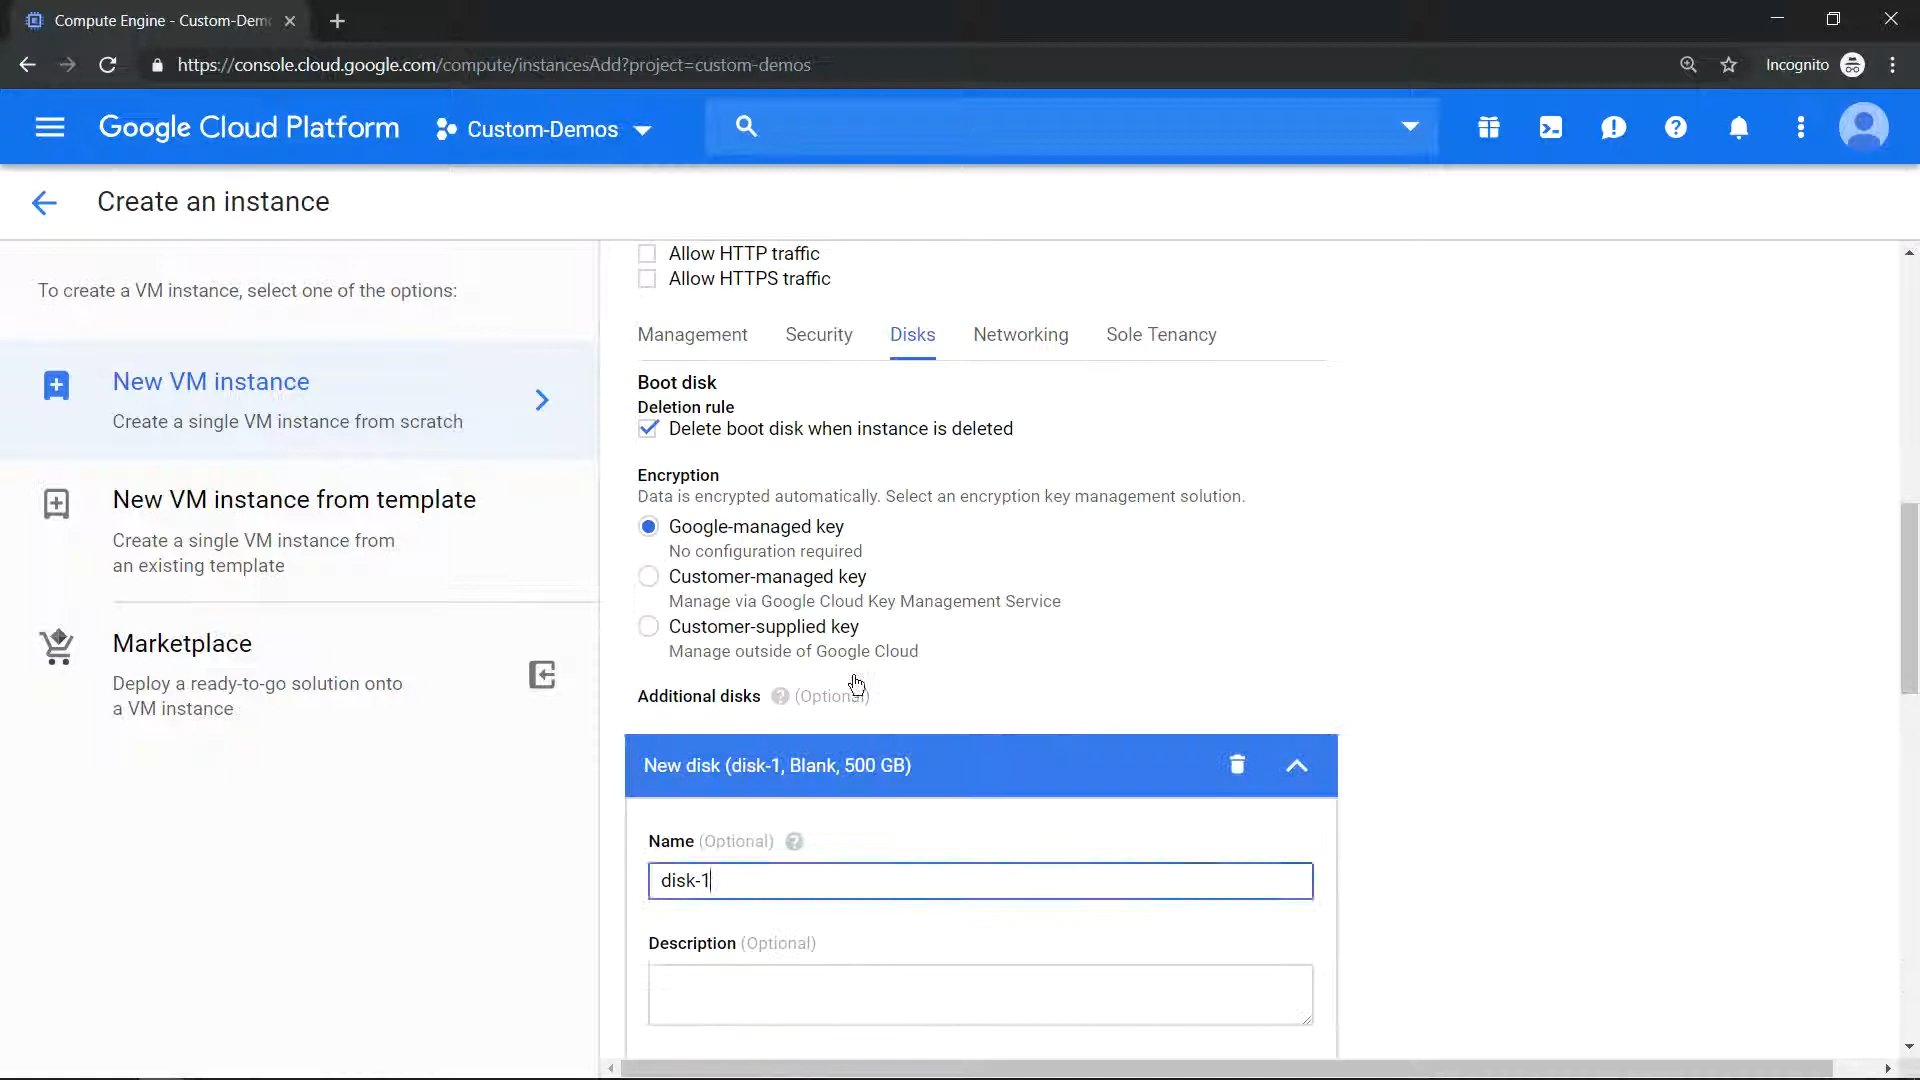 Compute Engine - Custom-Dem
https://console.cloud.google.com/compute/instancesAdd?project=custom-demos
Incognito
Google Cloud Platform
Custom-Demos
Create an instance
To create a VM instance, select one of the options:
New VM instance
Create a single VM instance from scratch
New VM instance from template
Create a single VM instance from
an existing template
Marketplace
Deploy a ready-to-go solution onto
a VM instance
Allow HTTP traffic
Allow HTTPS traffic
Management Security Disks Networking Sole Tenancy
Boot disk
Deletion rule
Delete boot disk when instance is deleted
Encryption
Data is encrypted automatically. Select an encryption key management solution.
Google-managed key
No configuration required
Customer-managed key
Manage via Google Cloud Key Management Service
Customer-supplied key
Manage outside of Google Cloud
Additional disks ? (Optional)
New disk (disk-1, Blank, 500 GB)
Name (Optional) ?
disk-1
Description (Optional)